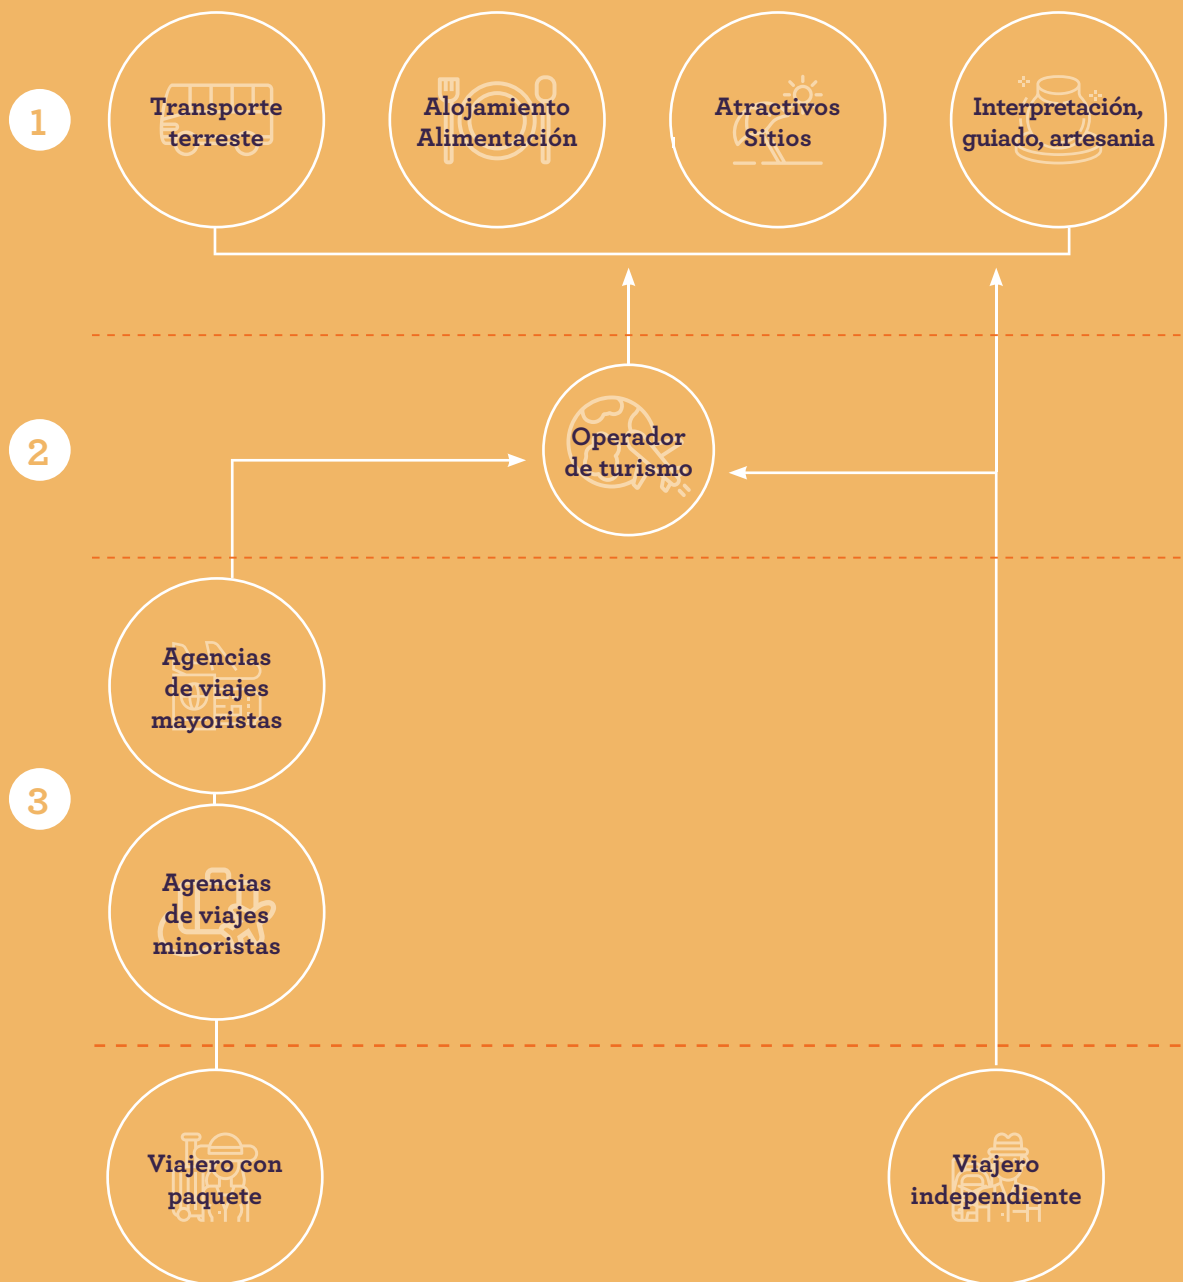 1
Transporte
terreste
Alojamiento
Alimentación
Atractivos
Sitios
Interpretación,
guiado, artesania
2
Operador
de turismo
3
Agencias
de viajes
mayoristas
Agencias
de viajes
minoristas
Viajero con
paquete
Viajero
independiente